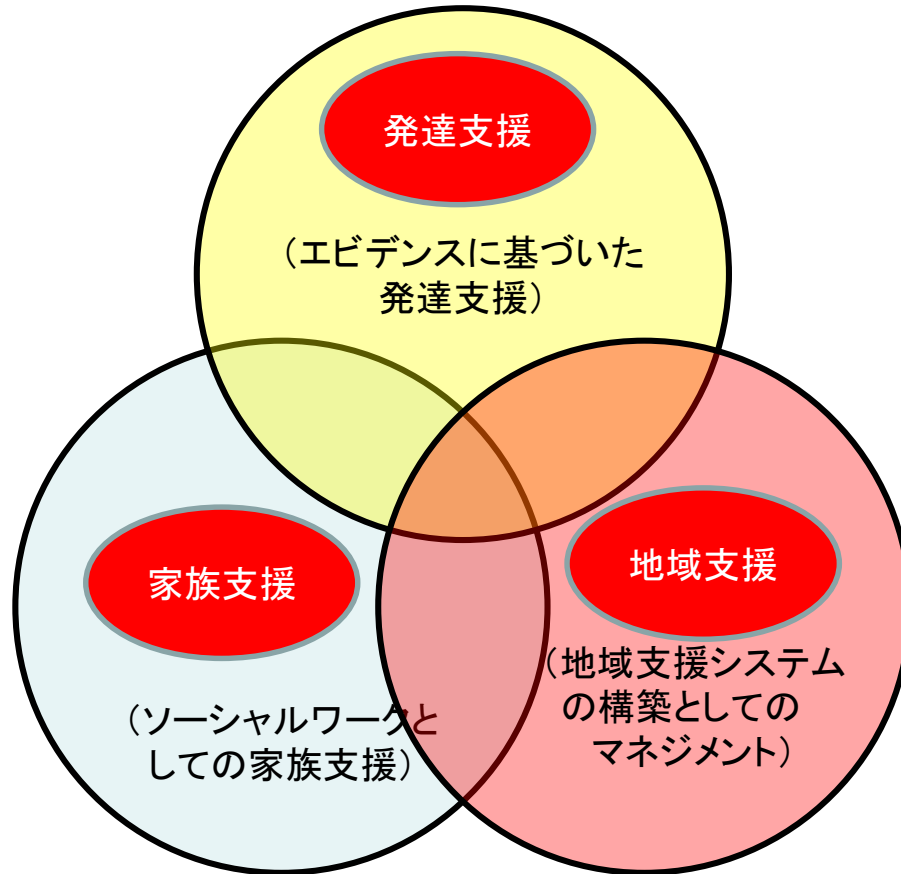 発達支援
（エビデンスに基づいた
発達支援）
家族支援
（ソーシャルワークと
しての家族支援）
地域支援
（地域支援システム
の構築としての
マネジメント）